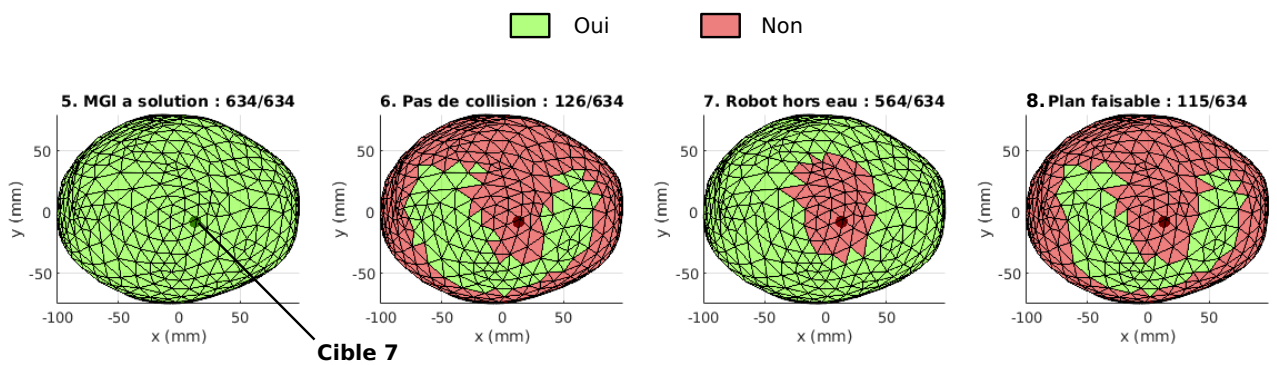 Oui Non
5. MGI a solution : 634/634
6. Pas de collision : 126/634
7. Robot hors eau : 564/634
8. Plan faisable : 115/634
y (mm)
50
0
-50
-100 -50 0 50
x (mm)
y (mm)
50
0
-50
-100 -50 0 50
x (mm)
y (mm)
50
0
-50
-100 -50 0 50
x (mm)
y (mm)
50
0
-50
-100 -50 0 50
x (mm)
Cible 7